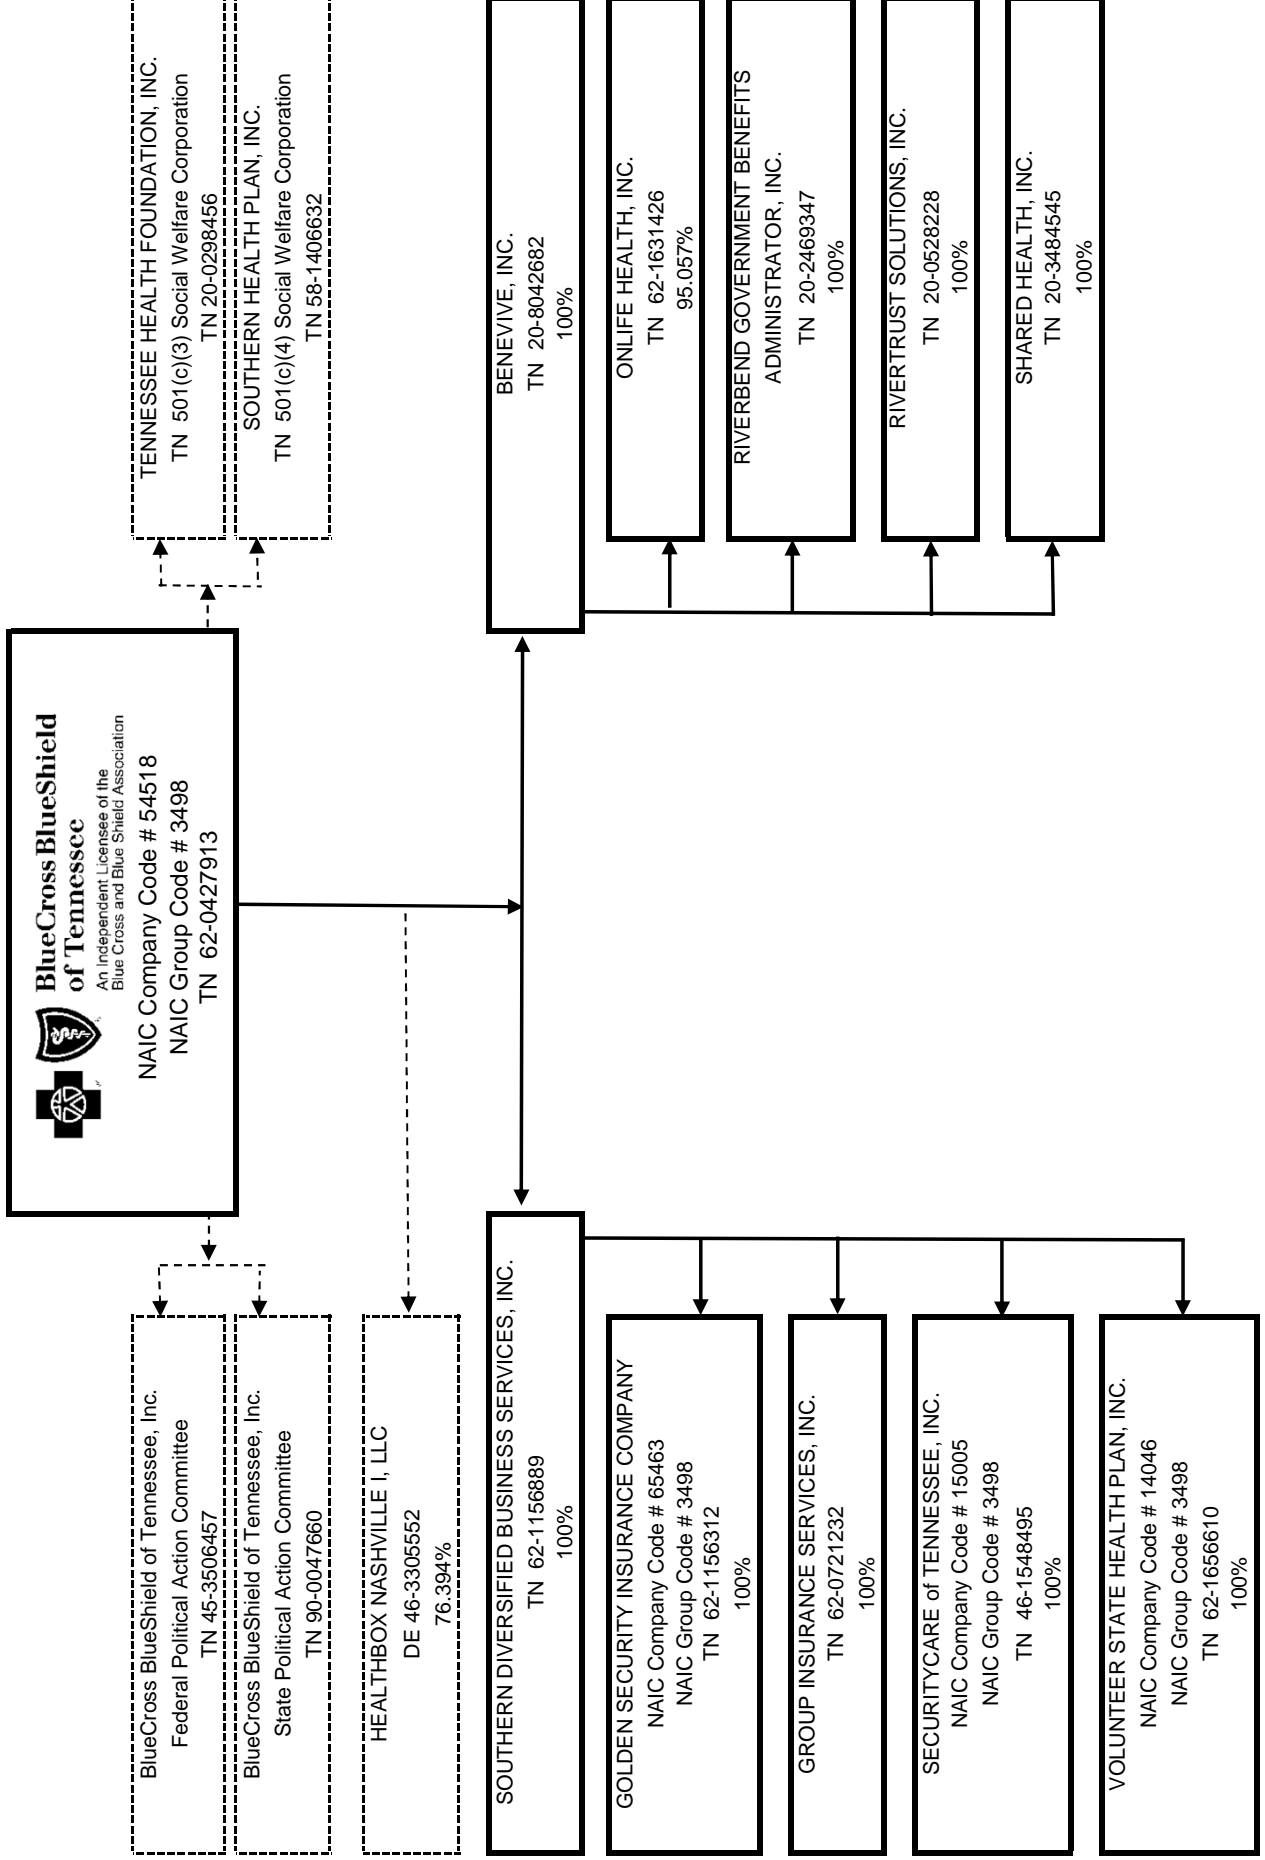 BlueCross BlueShield
of Tennessee
An Independent Licensee of the
Blue Cross and Blue Shield Association
NAIC Company Code # 54518
NAIC Group Code # 3498
TN 62-0427913
BlueCross BlueShield of Tennessee, Inc.
Federal Political Action Committee
TN 45-3506457
BlueCross BlueShield of Tennessee, Inc.
State Political Action Committee
TN 90-0047660
HEALTHBOX NASHVILLE I, LLC
DE 46-3305552
76.394%
TENNESSEE HEALTH FOUNDATION, INC.
TN 501(c)(3) Social Welfare Corporation
TN 20-0298456
SOUTHERN HEALTH PLAN, INC.
TN 501(c)(4) Social Welfare Corporation
TN 58-1406632
SOUTHERN DIVERSIFIED BUSINESS SERVICES, INC.
TN 62-1156889
100%
GOLDEN SECURITY INSURANCE COMPANY
NAIC Company Code # 65463
NAIC Group Code # 3498
TN 62-1156312
100%
GROUP INSURANCE SERVICES, INC.
TN 62-0721232
100%
SECURITYCARE of TENNESSEE, INC.
NAIC Company Code # 15005
NAIC Group Code # 3498
TN 46-1548495
100%
VOLUNTEER STATE HEALTH PLAN, INC.
NAIC Company Code # 14046
NAIC Group Code # 3498
TN 62-1656610
100%
BENEVIVE, INC.
TN 20-8042682
100%
ONLIFE HEALTH, INC.
TN 62-1631426
95.057%
RIVERBEND GOVERNMENT BENEFITS
ADMINISTRATOR, INC.
TN 20-2469347
100%
RIVERTRUST SOLUTIONS, INC.
TN 20-0528228
100%
SHARED HEALTH, INC.
TN 20-3484545
100%